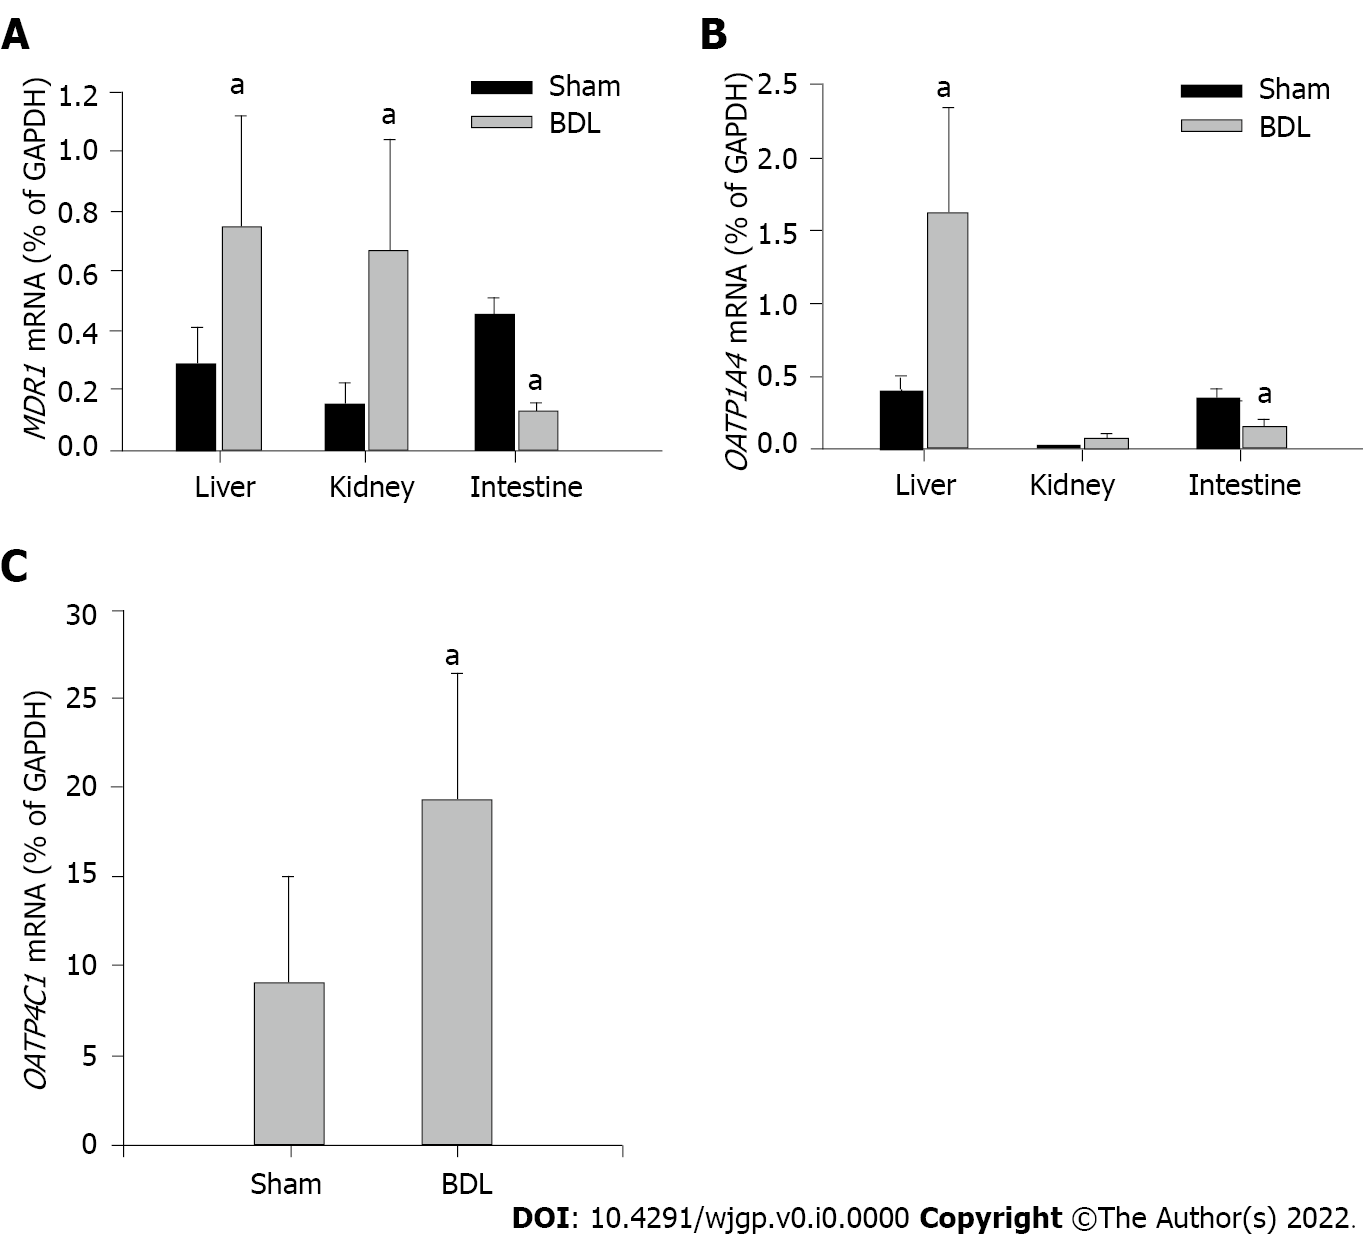 A
MDR1 mRNA (% of GAPDH)
1.2
1.0
0.8
0.6
0.4
0.2
0.0
a
a
a
Sham
BDL
Liver
Kidney
Intestine
B
OATP1A4 mRNA (% of GAPDH)
2.5
2.0
1.5
1.0
0.5
0.0
a
a
Sham
BDL
Liver
Kidney
Intestine
C
OATP4C1 mRNA (% of GAPDH)
30
25
20
15
10
5
0
a
Sham
BDL
DOI: 10.4291/wjgp.v0.i0.0000 Copyright ©The Author(s) 2022.